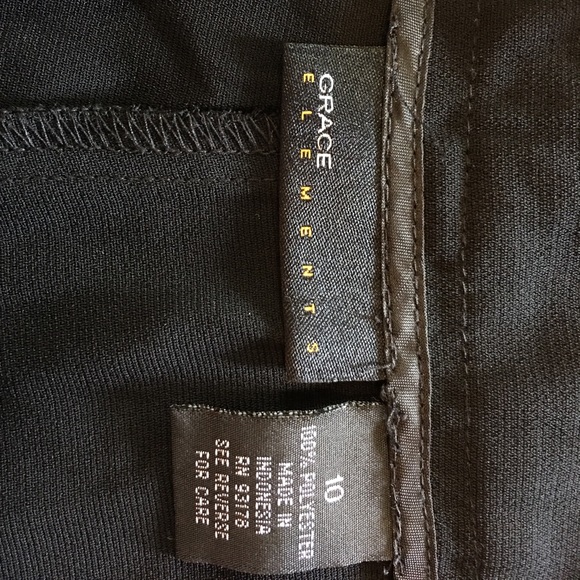 GRACE
ELEMENTS
10
100% POLYESTER
MADE IN
INDONESIA
RN 93178
SEE REVERSE
FOR CARE